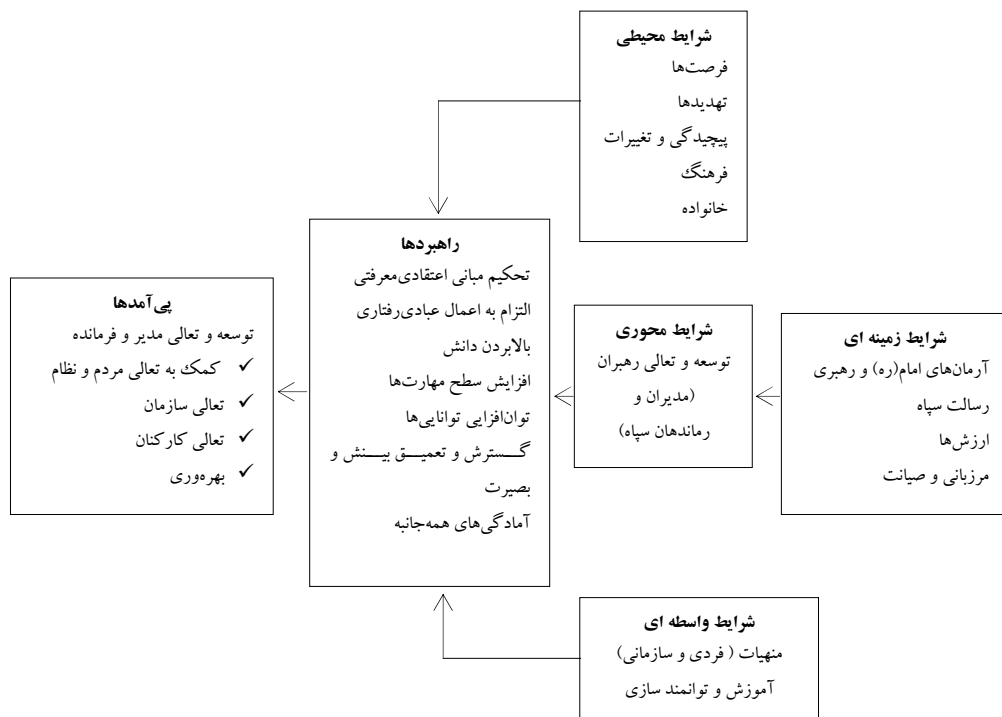 شرایط محیطی
فرصت‌ها
تهدیدها
پیچیدگی و تغییرات
فرهنگ
خانواده
شرایط زمینه ای
آرمان‌های امام(ره) و رهبری
رسالت سپاه
ارزش‌ها
مرزبانی و صیانت
شرایط محوری
توسعه و تعالی رهبران
(مدیران و
رماندهان سپاه)
راهبردها
تحکیم مبانی اعتقادی‌معرفتی
التزام به اعمال عبادی‌رفتاری
بالابردن دانش
افزایش سطح مهارت‌ها
توان‌افزایی توانایی‌ها
گسترش و تعمیق بینش و
بصیرت
آمادگی‌های همه‌جانبه
پی‌آمدها
توسعه و تعالی مدیر و فرمانده
✓ کمک به تعالی مردم و نظام
✓ تعالی سازمان
✓ تعالی کارکنان
✓ بهره‌وری
شرایط واسطه ای
منهیات ( فردی و سازمانی)
آموزش و توانمند سازی